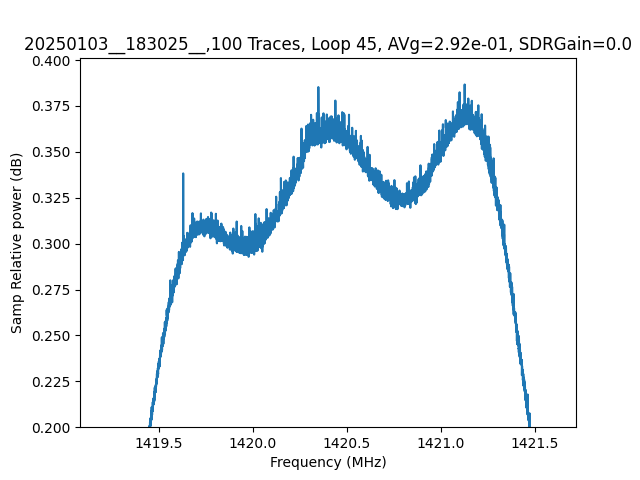 20250103__183025__,100 Traces, Loop 45, AVg=2.92e-01, SDRGain=0.0
0.400
0.375
0.350
0.325
0.300
0.275
0.250
0.225
0.200
Samp Relative power (dB)
1419.5 1420.0 1420.5 1421.0 1421.5
Frequency (MHz)